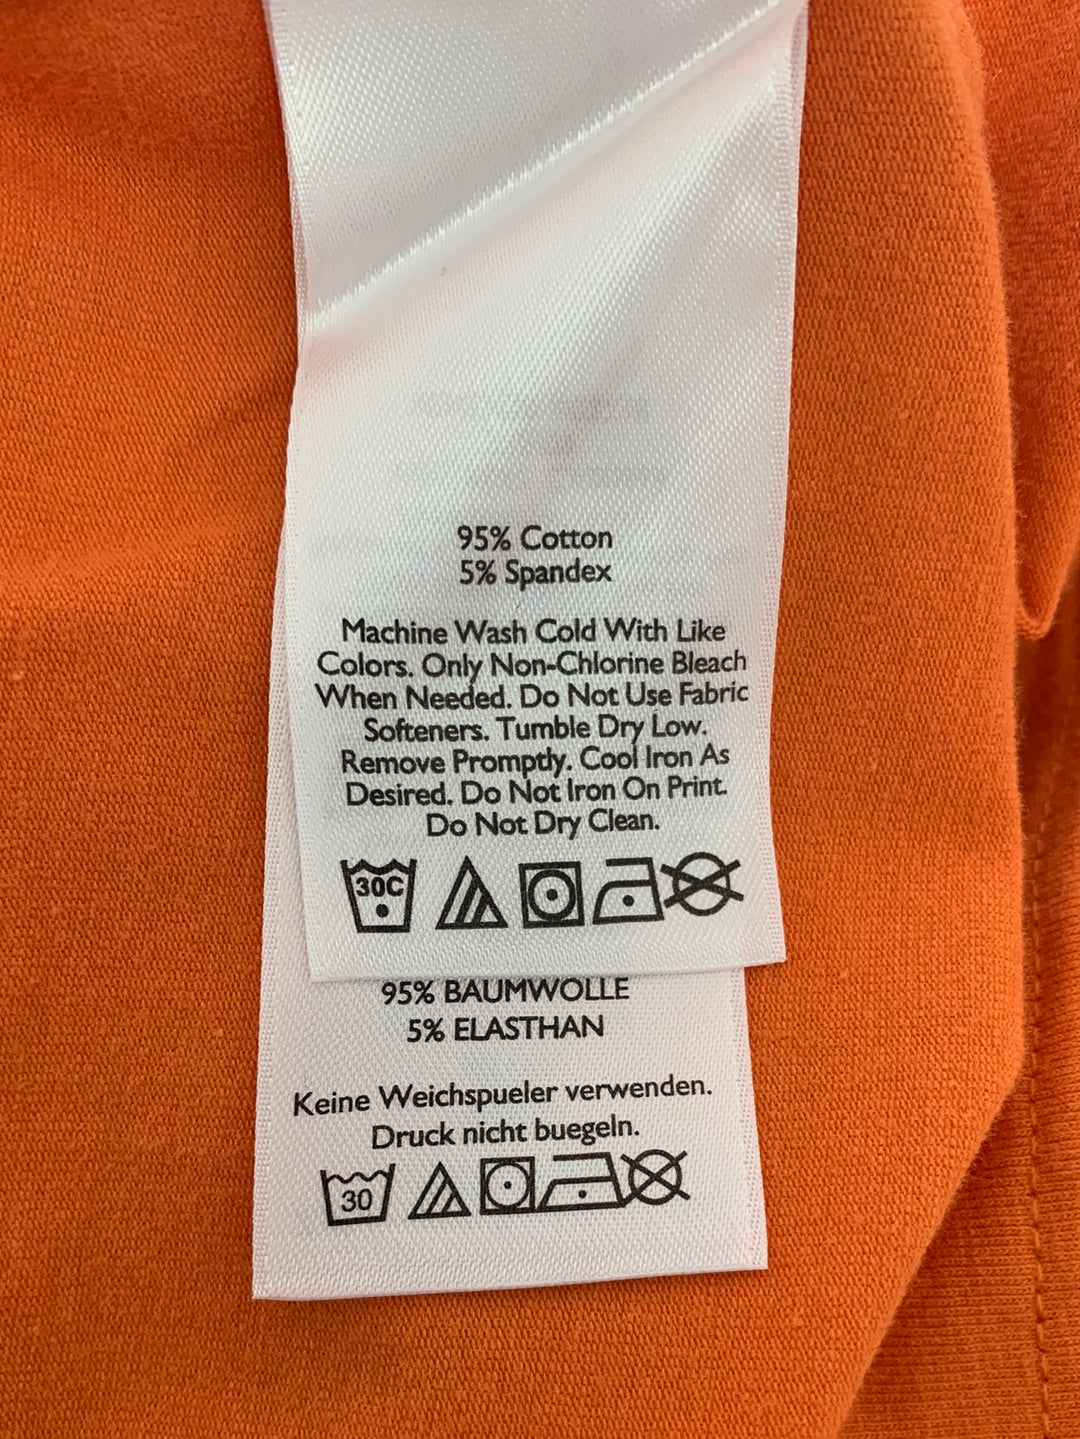 95% Cotton
5% Spandex
Machine Wash Cold With Like
Colors. Only Non-Chlorine Bleach
When Needed. Do Not Use Fabric
Softeners. Tumble Dry Low.
Remove Promptly. Cool Iron As
Desired. Do Not Iron On Print.
Do Not Dry Clean.
30C
95% BAUMWOLLE
5% ELASTHAN
Keine Weichspueler verwenden.
Druck nicht buegeln.
30